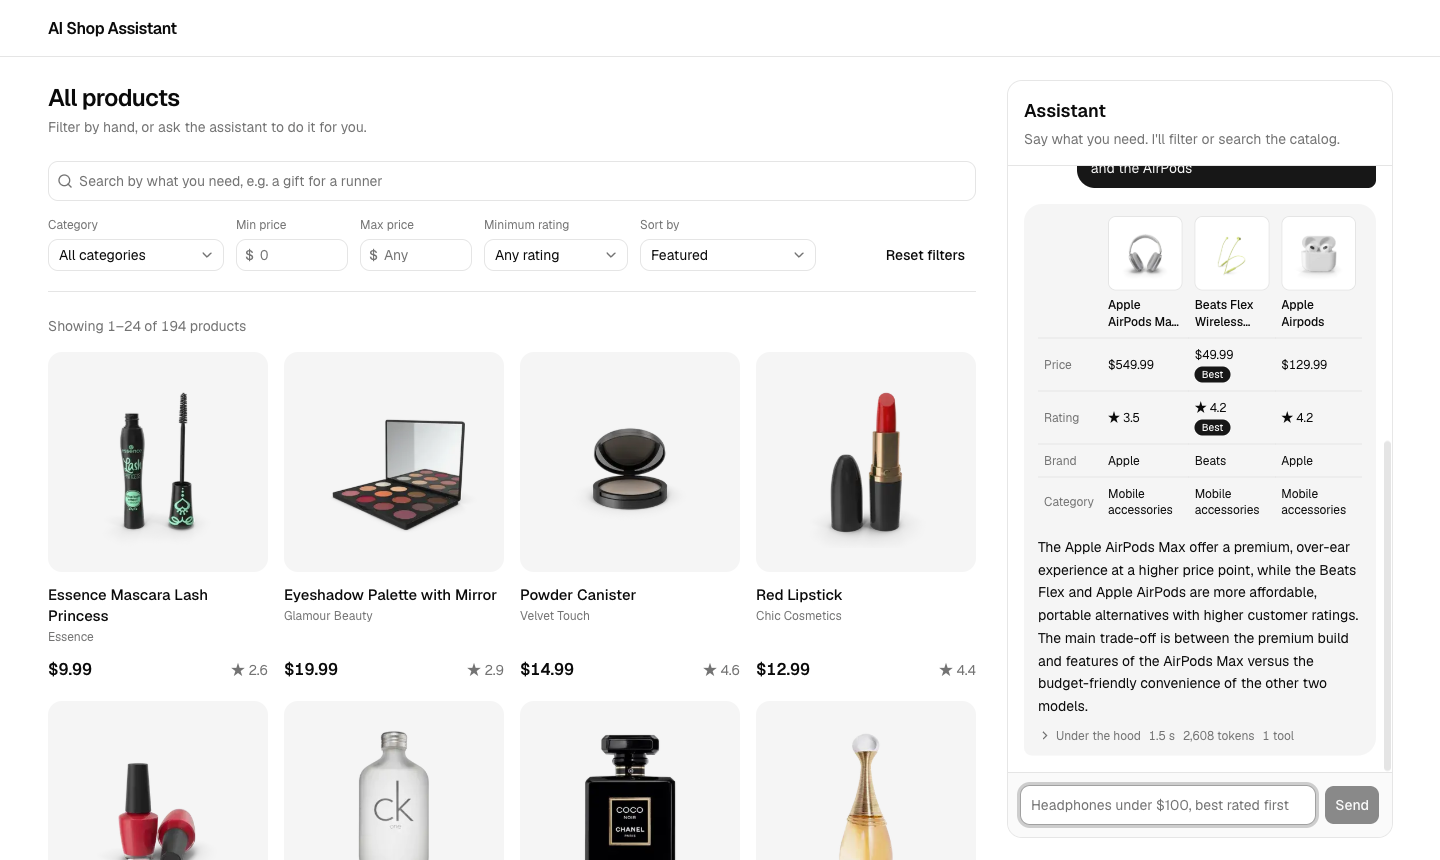 AI Shop Assistant
All products
Filter by hand, or ask the assistant to do it for you.
Search by what you need, e.g. a gift for a runner
Category
Min price
Max price
Minimum rating
Sort by
All categories
$ 0
$ Any
Any rating
Featured
Reset filters
Showing 1–24 of 194 products
essence
Lash
PRINCESS
Essence Mascara Lash
Princess
Essence
$9.99
★ 2.6
Eyeshadow Palette with Mirror
Glamour Beauty
$19.99
★ 2.9
Powder Canister
Velvet Touch
$14.99
★ 4.6
Red Lipstick
Chic Cosmetics
$12.99
★ 4.4
ck
one
COCO
NOIR
CHANEL
PARIS
Assistant
Say what you need. I'll filter or search the catalog.
and the AirPods
Apple
AirPods Ma…
Beats Flex
Wireless…
Apple
Airpods
Price
$549.99
$49.99
Best
$129.99
Rating
★ 3.5
★ 4.2
Best
★ 4.2
Brand
Apple
Beats
Apple
Category
Mobile
accessories
Mobile
accessories
Mobile
accessories
The Apple AirPods Max offer a premium, over-ear
experience at a higher price point, while the Beats
Flex and Apple AirPods are more affordable,
portable alternatives with higher customer ratings.
The main trade-off is between the premium build
and features of the AirPods Max versus the
budget-friendly convenience of the other two
models.
Under the hood 1.5 s 2,608 tokens 1 tool
Headphones under $100, best rated first
Send